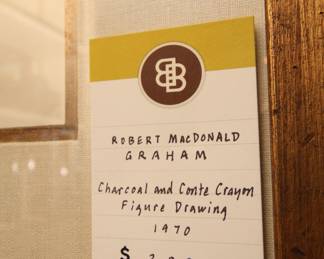 ROBERT MACDONALD
GRAHAM
Charcoal and Conte Crayon
Figure Drawing
1970
$